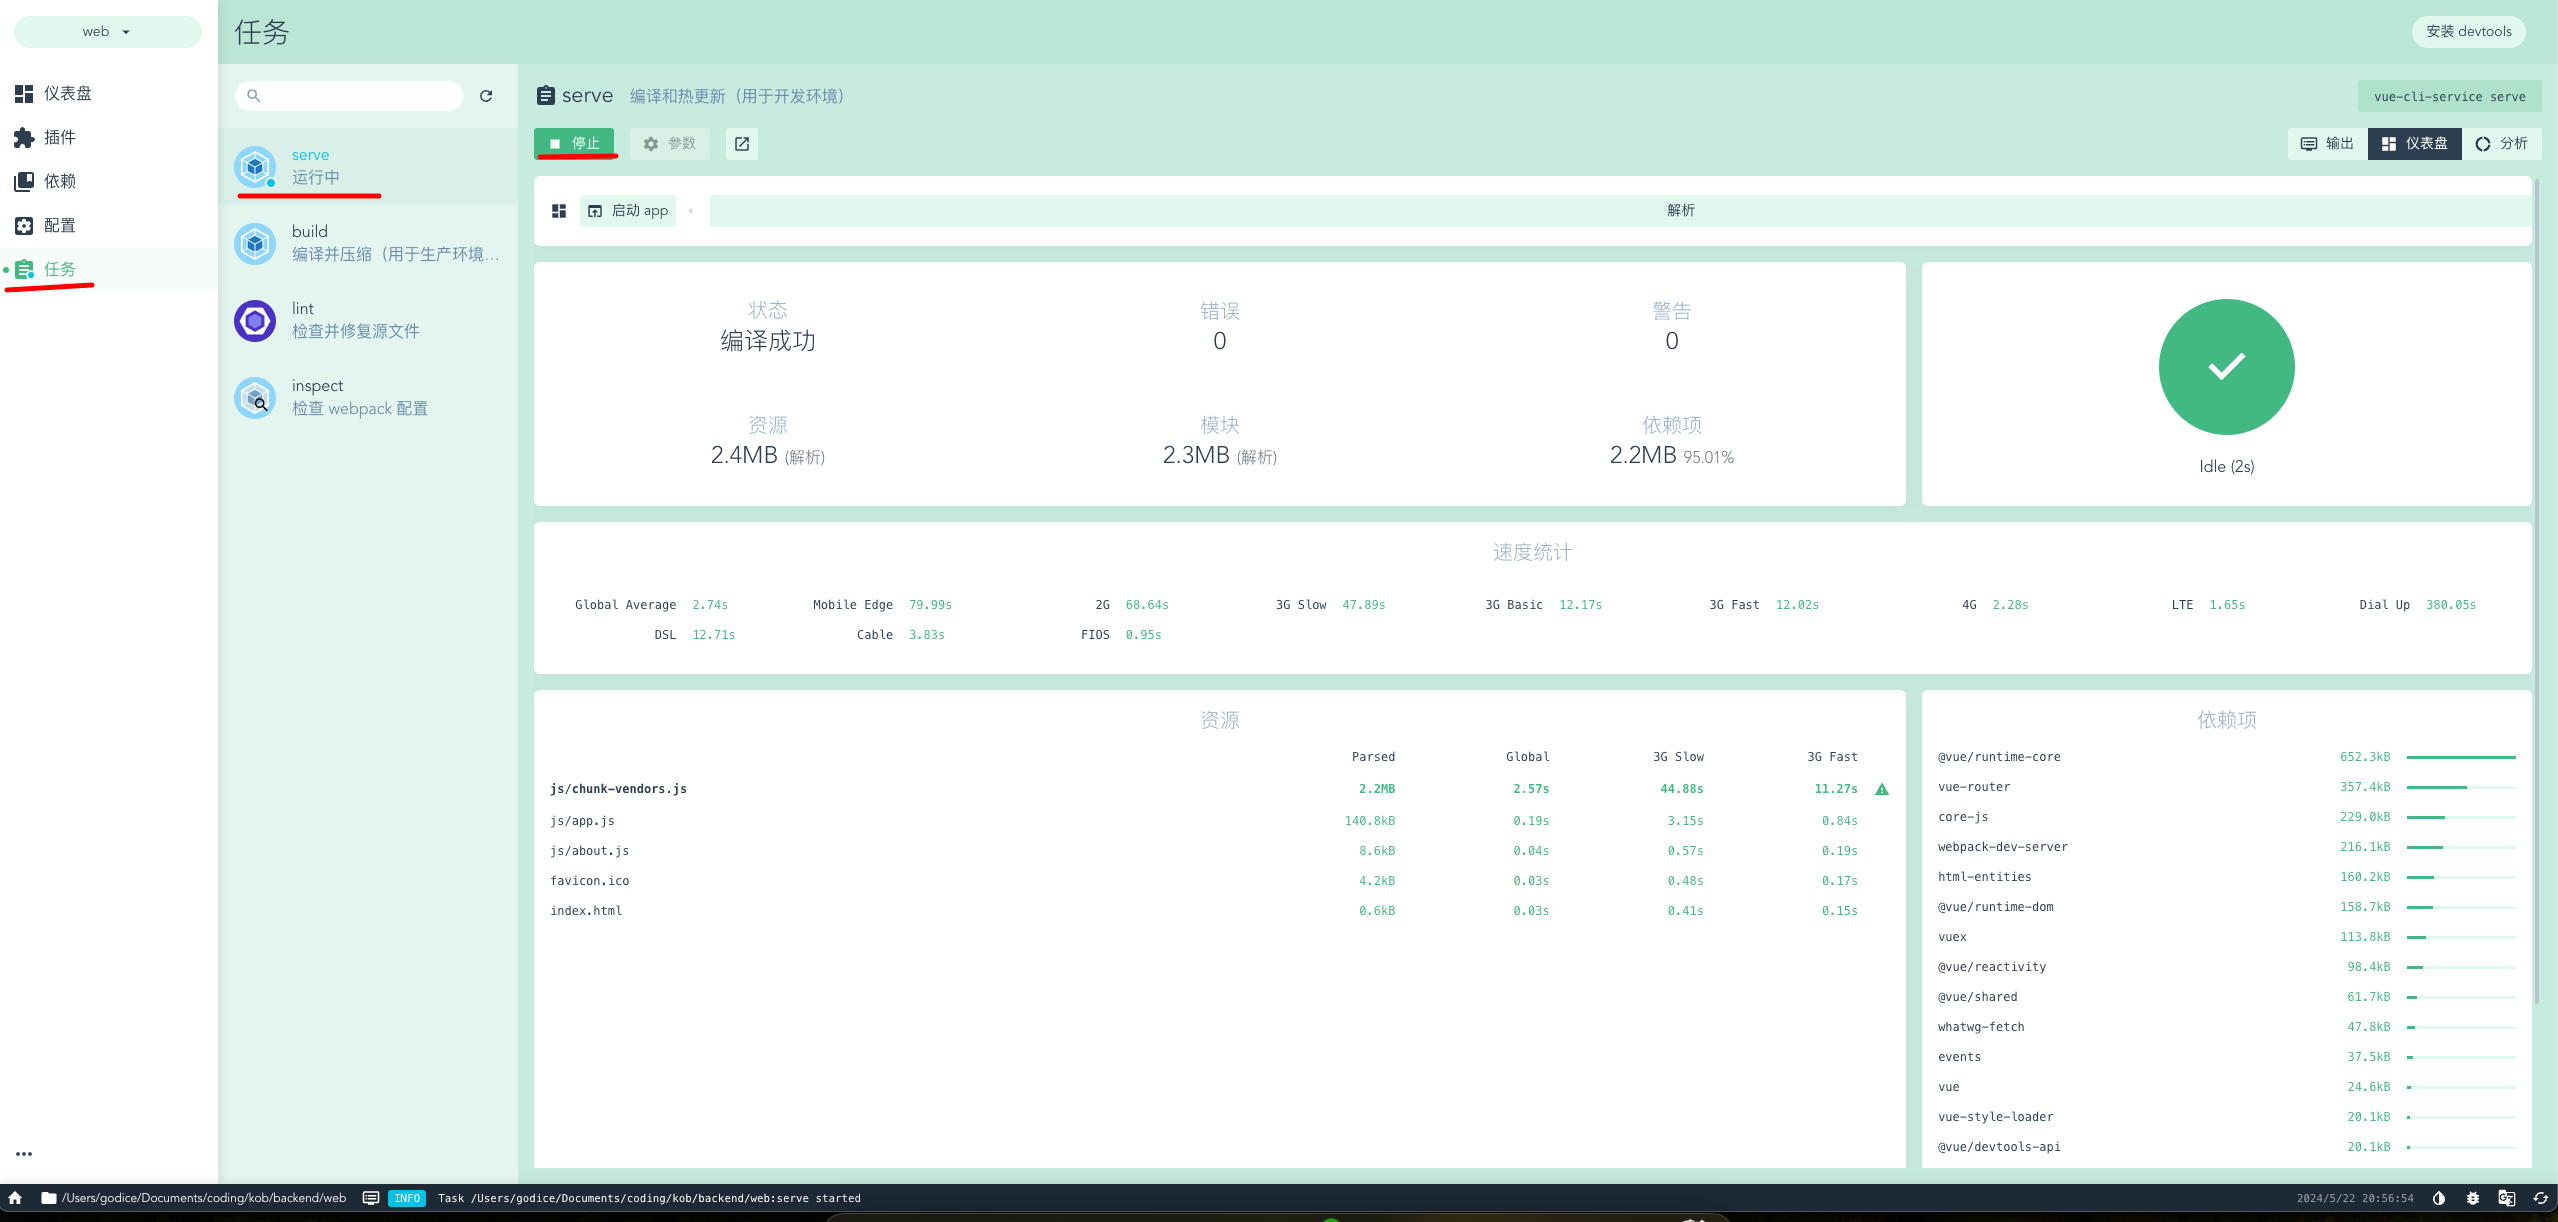 web
仪表盘
插件
依赖
配置
任务
任务
安装 devtools
serve
运行中
build
编译并压缩（用于生产环境…
lint
检查并修复源文件
inspect
检查 webpack 配置
serve 编译和热更新（用于开发环境）
vue-cli-service serve
停止 参数
输出 仪表盘 分析
启动 app 解析
状态 错误 警告
编译成功 0 0
资源 模块 依赖项
2.4MB (解析) 2.3MB (解析) 2.2MB 95.01%
Idle (2s)
速度统计
Global Average 2.74s Mobile Edge 79.99s 2G 68.64s 3G Slow 47.89s 3G Basic 12.17s 3G Fast 12.02s 4G 2.28s LTE 1.65s Dial Up 380.05s
DSL 12.71s Cable 3.83s FIOS 0.95s
资源
Parsed Global 3G Slow 3G Fast
js/chunk-vendors.js 2.2MB 2.57s 44.88s 11.27s
js/app.js 140.8kB 0.19s 3.15s 0.84s
js/about.js 8.6kB 0.04s 0.57s 0.19s
favicon.ico 4.2kB 0.03s 0.48s 0.17s
index.html 0.6kB 0.03s 0.41s 0.15s
依赖项
@vue/runtime-core 652.3kB
vue-router 357.4kB
core-js 229.0kB
webpack-dev-server 216.1kB
html-entities 160.2kB
@vue/runtime-dom 158.7kB
vuex 113.8kB
@vue/reactivity 98.4kB
@vue/shared 61.7kB
whatwg-fetch 47.8kB
events 37.5kB
vue 24.6kB
vue-style-loader 20.1kB
@vue/devtools-api 20.1kB
/Users/godice/Documents/coding/kob/backend/web INFO Task /Users/godice/Documents/coding/kob/backend/web:serve started 2024/5/22 20:56:54